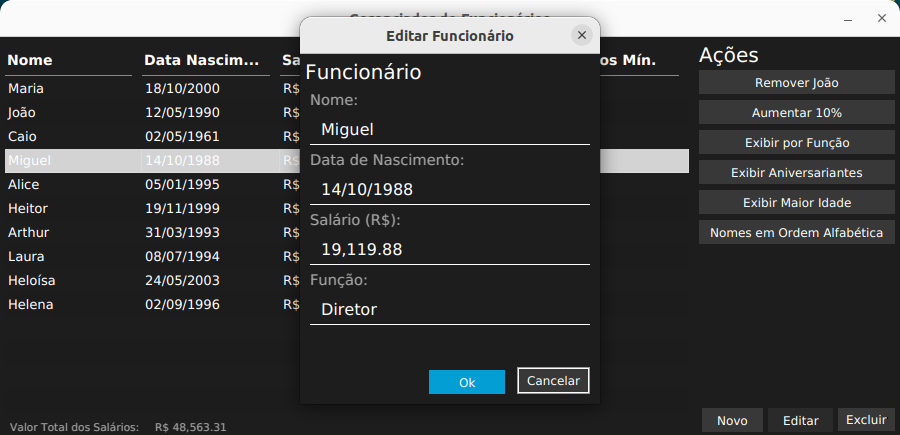 Editar Funcionário
Nome
Data Nascim...
os Mín.
Maria
18/10/2000
R$
João
12/05/1990
R$
Caio
02/05/1961
R$
Miguel
14/10/1988
Alice
05/01/1995
R$
Heitor
19/11/1999
R$
Arthur
31/03/1993
R$
Laura
08/07/1994
R$
Heloísa
24/05/2003
R$
Helena
02/09/1996
R$
Funcionário
Nome:
Miguel
Data de Nascimento:
14/10/1988
Salário (R$):
19,119.88
Função:
Diretor
Ok
Cancelar
Ações
Remover João
Aumentar 10%
Exibir por Função
Exibir Aniversariantes
Exibir Maior Idade
Nomes em Ordem Alfabética
Valor Total dos Salários:
R$ 48,563.31
Novo
Editar
Excluir